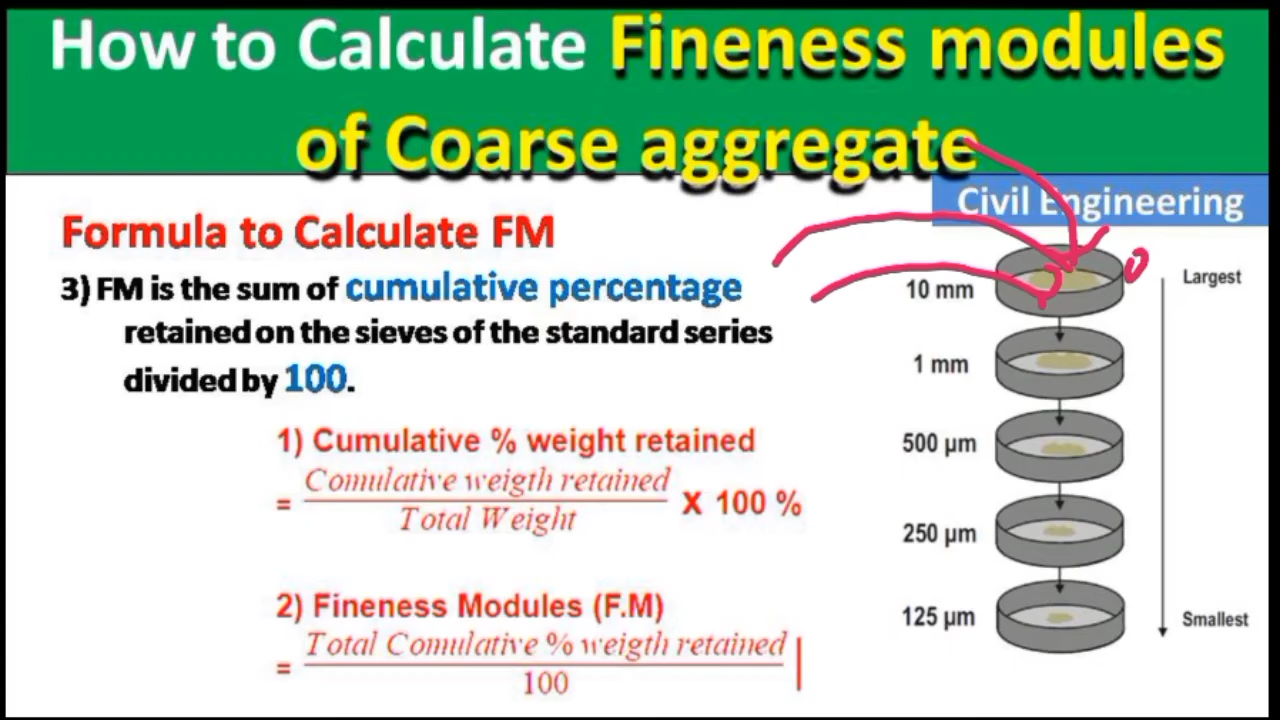 How to Calculate Fineness modules
of Coarse aggregate
Civil Engineering
Formula to Calculate FM
3) FM is the sum of cumulative percentage
retained on the sieves of the standard series
divided by 100.
1) Cumulative % weight retained
= Comulative weigth retained
Total Weight
X 100 %
2) Fineness Modules (F.M)
= Total Comulative % weigth retained
100
10 mm
1 mm
500 µm
250 µm
125 µm
Largest
Smallest